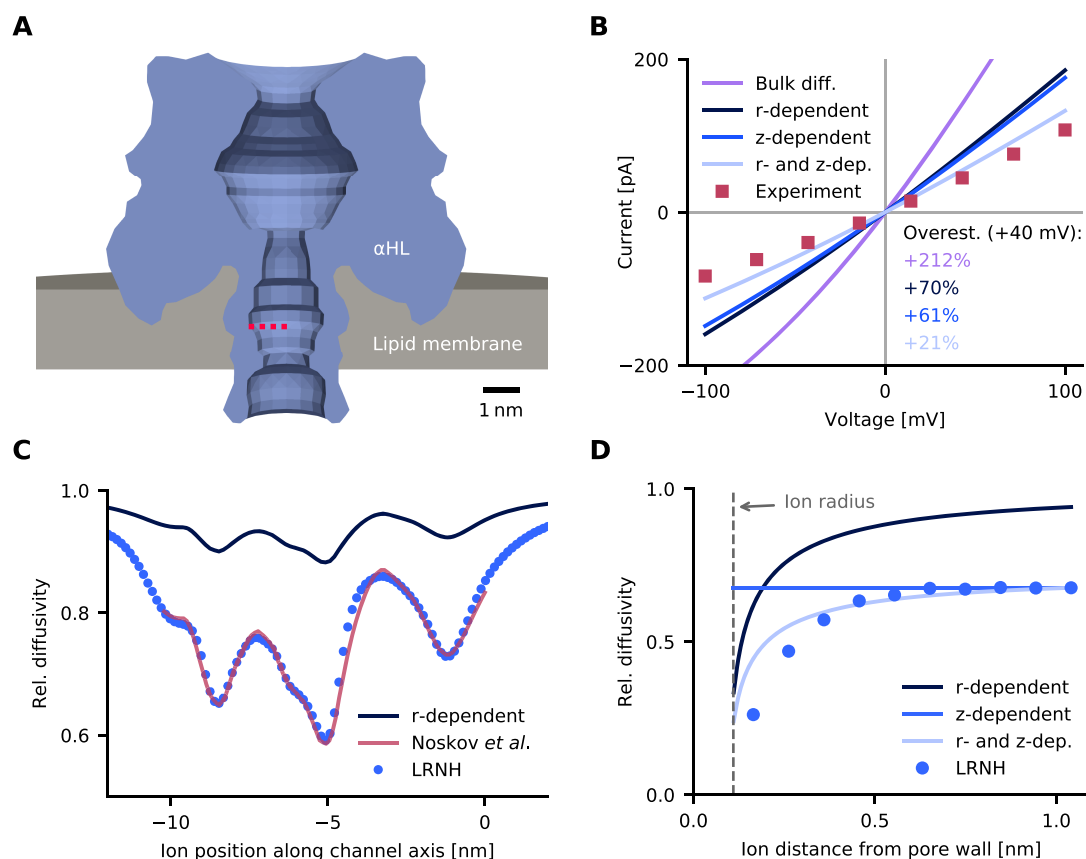 A
αHL
Lipid membrane
1 nm
B
200
0
−200
−100
0
100
Current [pA]
Voltage [mV]
Bulk diff.
r-dependent
z-dependent
r- and z-dep.
Experiment
Overest. (+40 mV):
+212%
+70%
+61%
+21%
C
1.0
0.8
0.6
−10
−5
0
Rel. diffusivity
Ion position along channel axis [nm]
r-dependent
Noskov et al.
LRNH
D
1.0
0.5
0.0
0.0
0.5
1.0
Rel. diffusivity
Ion distance from pore wall [nm]
Ion radius
r-dependent
z-dependent
r- and z-dep.
LRNH